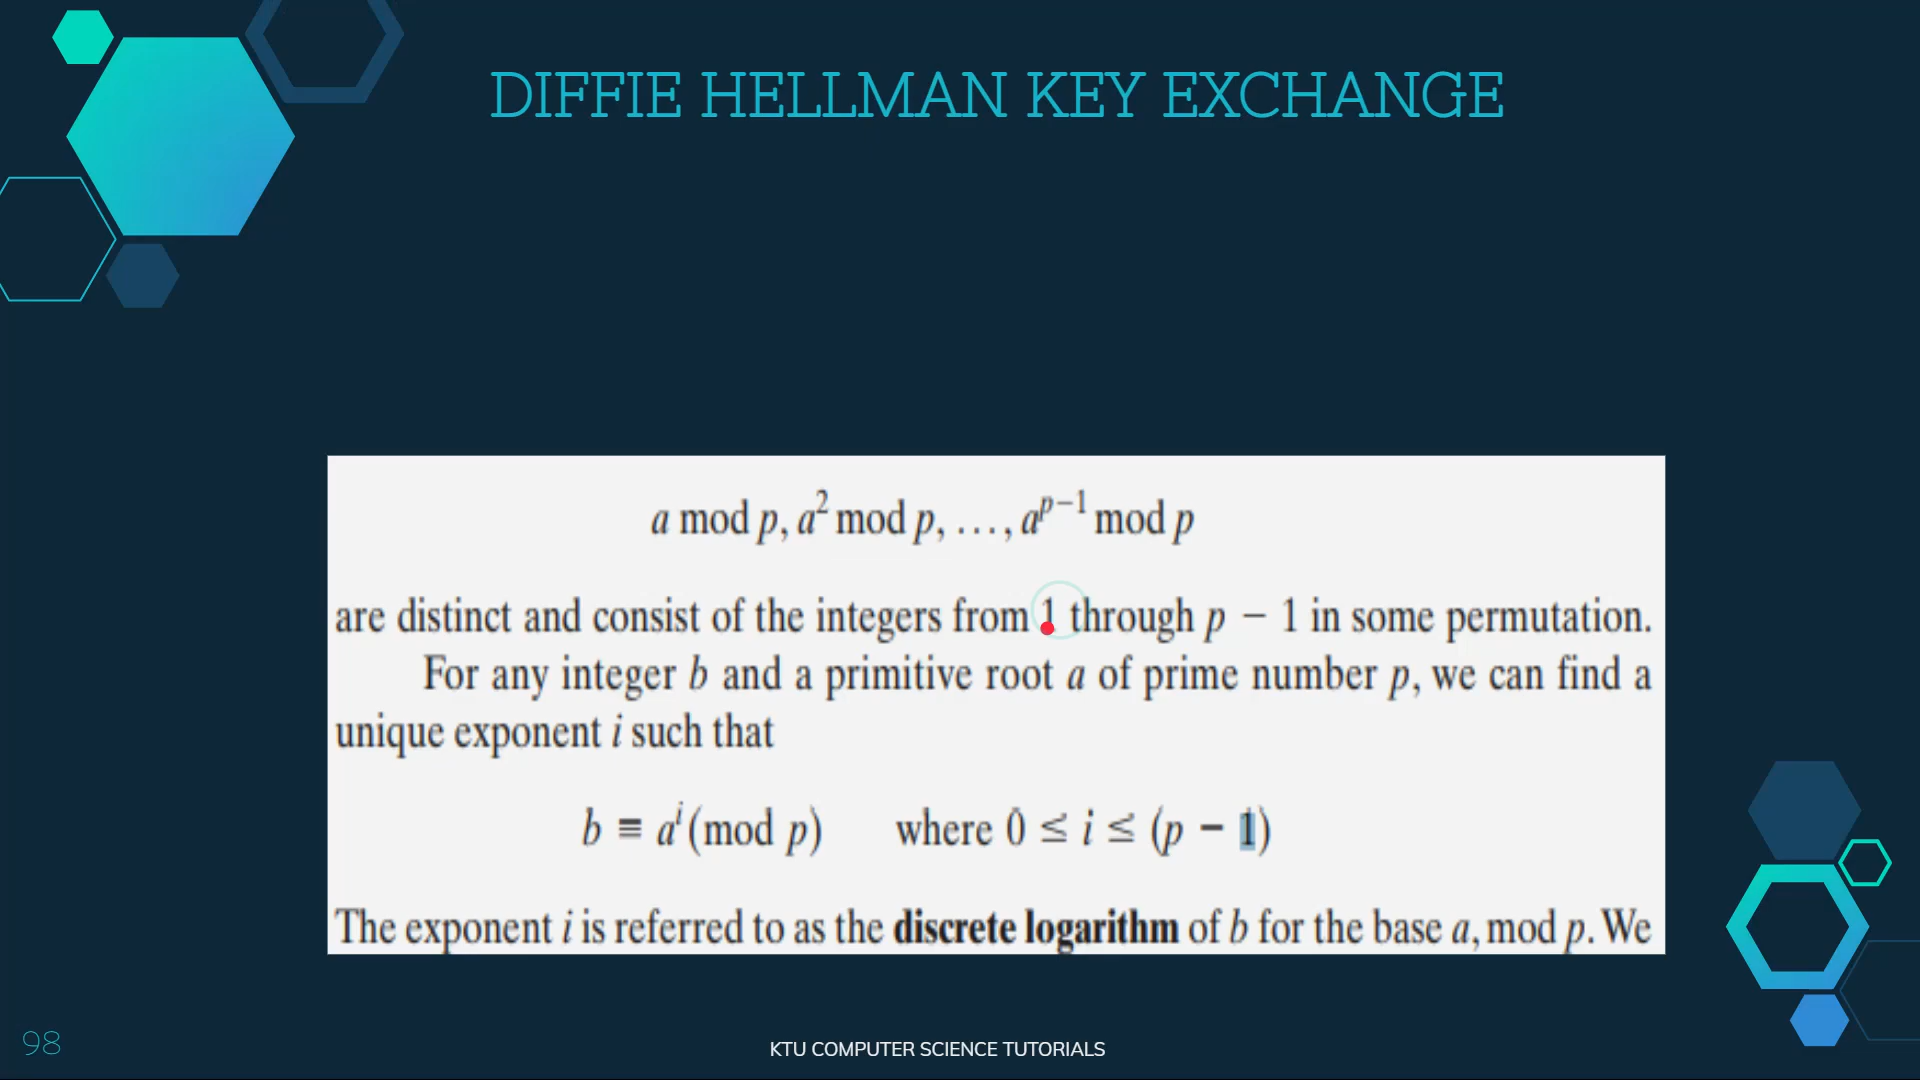 DIFFIE HELLMAN KEY EXCHANGE
a mod p, a² mod p, . . . , aᵖ⁻¹ mod p
are distinct and consist of the integers from 1 through p − 1 in some permutation.
For any integer b and a primitive root a of prime number p, we can find a
unique exponent i such that
b ≡ aⁱ (mod p) where 0 ≤ i ≤ (p − 1)
The exponent i is referred to as the discrete logarithm of b for the base a, mod p. We
98
KTU COMPUTER SCIENCE TUTORIALS